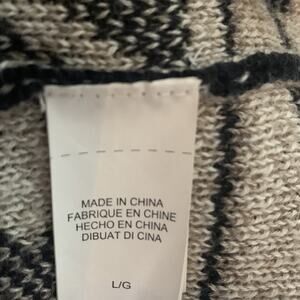 MADE IN CHINA
FABRIQUE EN CHINE
HECHO EN CHINA
DIBUAT DI CINA
L/G